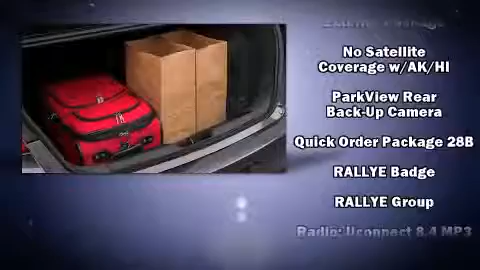 No Satellite
Coverage w/AK/HI
ParkView Rear
Back-Up Camera
Quick Order Package 28B
RALLYE Badge
RALLYE Group
Radio: Uconnect 8.4 MP3